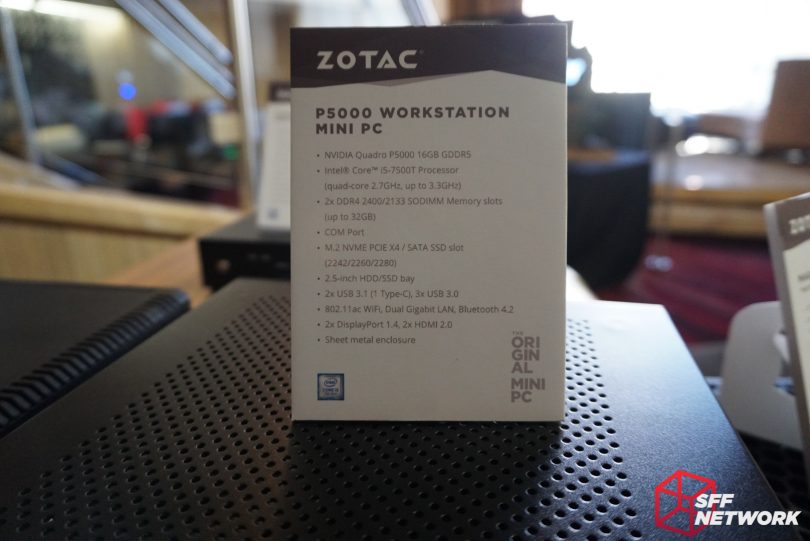 ZOTAC®
P5000 WORKSTATION
MINI PC
• NVIDIA Quadro P5000 16GB GDDR5
• Intel® Core™ i5-7500T Processor
(quad-core 2.7GHz, up to 3.3GHz)
• 2x DDR4 2400/2133 SODIMM Memory slots
(up to 32GB)
• COM Port
• M.2 NVME PCIE X4 / SATA SSD slot
(2242/2260/2280)
• 2.5-inch HDD/SSD bay
• 2x USB 3.1 (1 Type-C), 3x USB 3.0
• 802.11ac WiFi, Dual Gigabit LAN, Bluetooth 4.2
• 2x DisplayPort 1.4, 2x HDMI 2.0
• Sheet metal enclosure
THE
ORI
GIN
AL
MINI
PC
ZOTAC
SFF
NETWORK